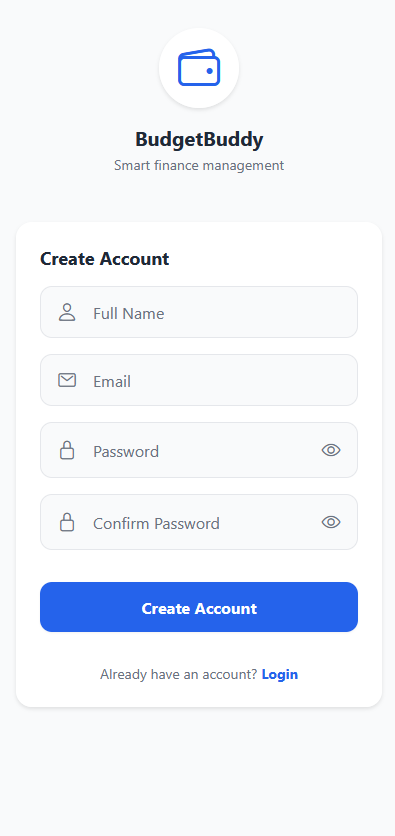 BudgetBuddy
Smart finance management
Create Account
Full Name
Email
Password
Confirm Password
Create Account
Already have an account? Login